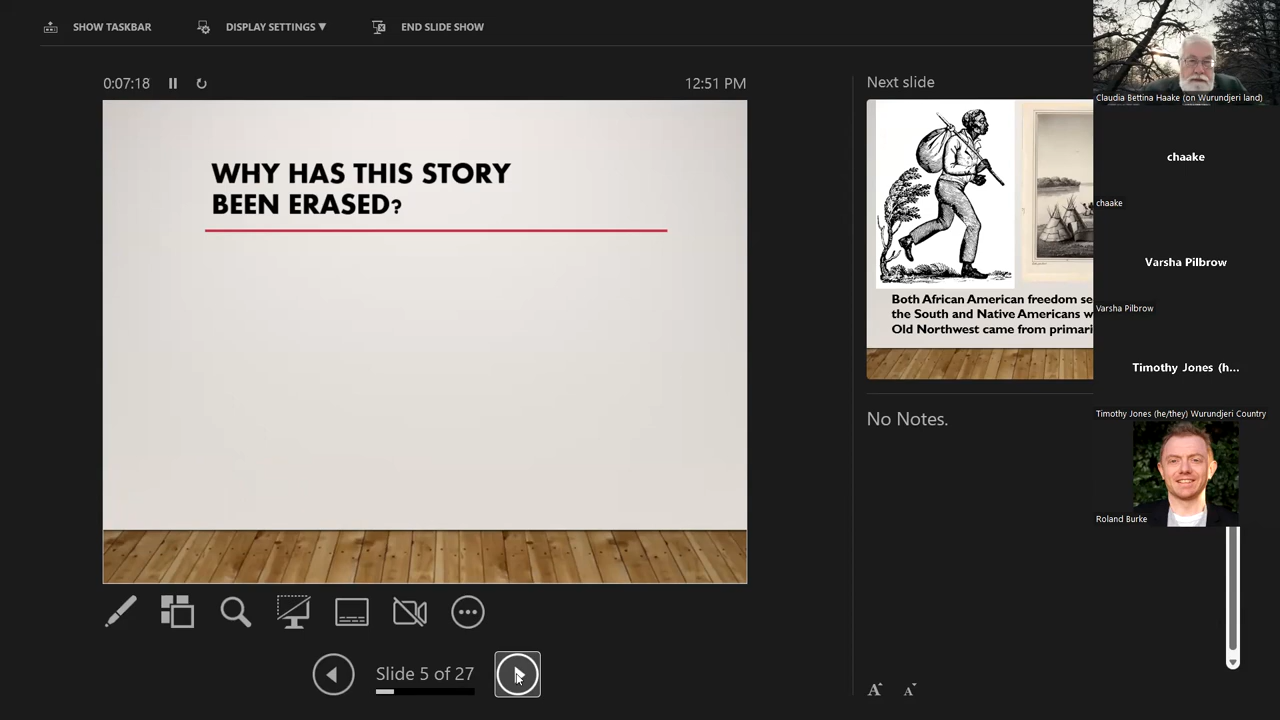 SHOW TASKBAR
DISPLAY SETTINGS ▼
END SLIDE SHOW
0:07:18
12:51 PM
WHY HAS THIS STORY
BEEN ERASED?
Slide 5 of 27
Next slide
Both African American freedom se
the South and Native Americans w
Old Northwest came from primari
No Notes.
A A
Claudia Bettina Haake (on Wurundjeri land)
chaake
chaake
Varsha Pilbrow
Varsha Pilbrow
Timothy Jones (h...
Timothy Jones (he/they) Wurundjeri Country
Roland Burke